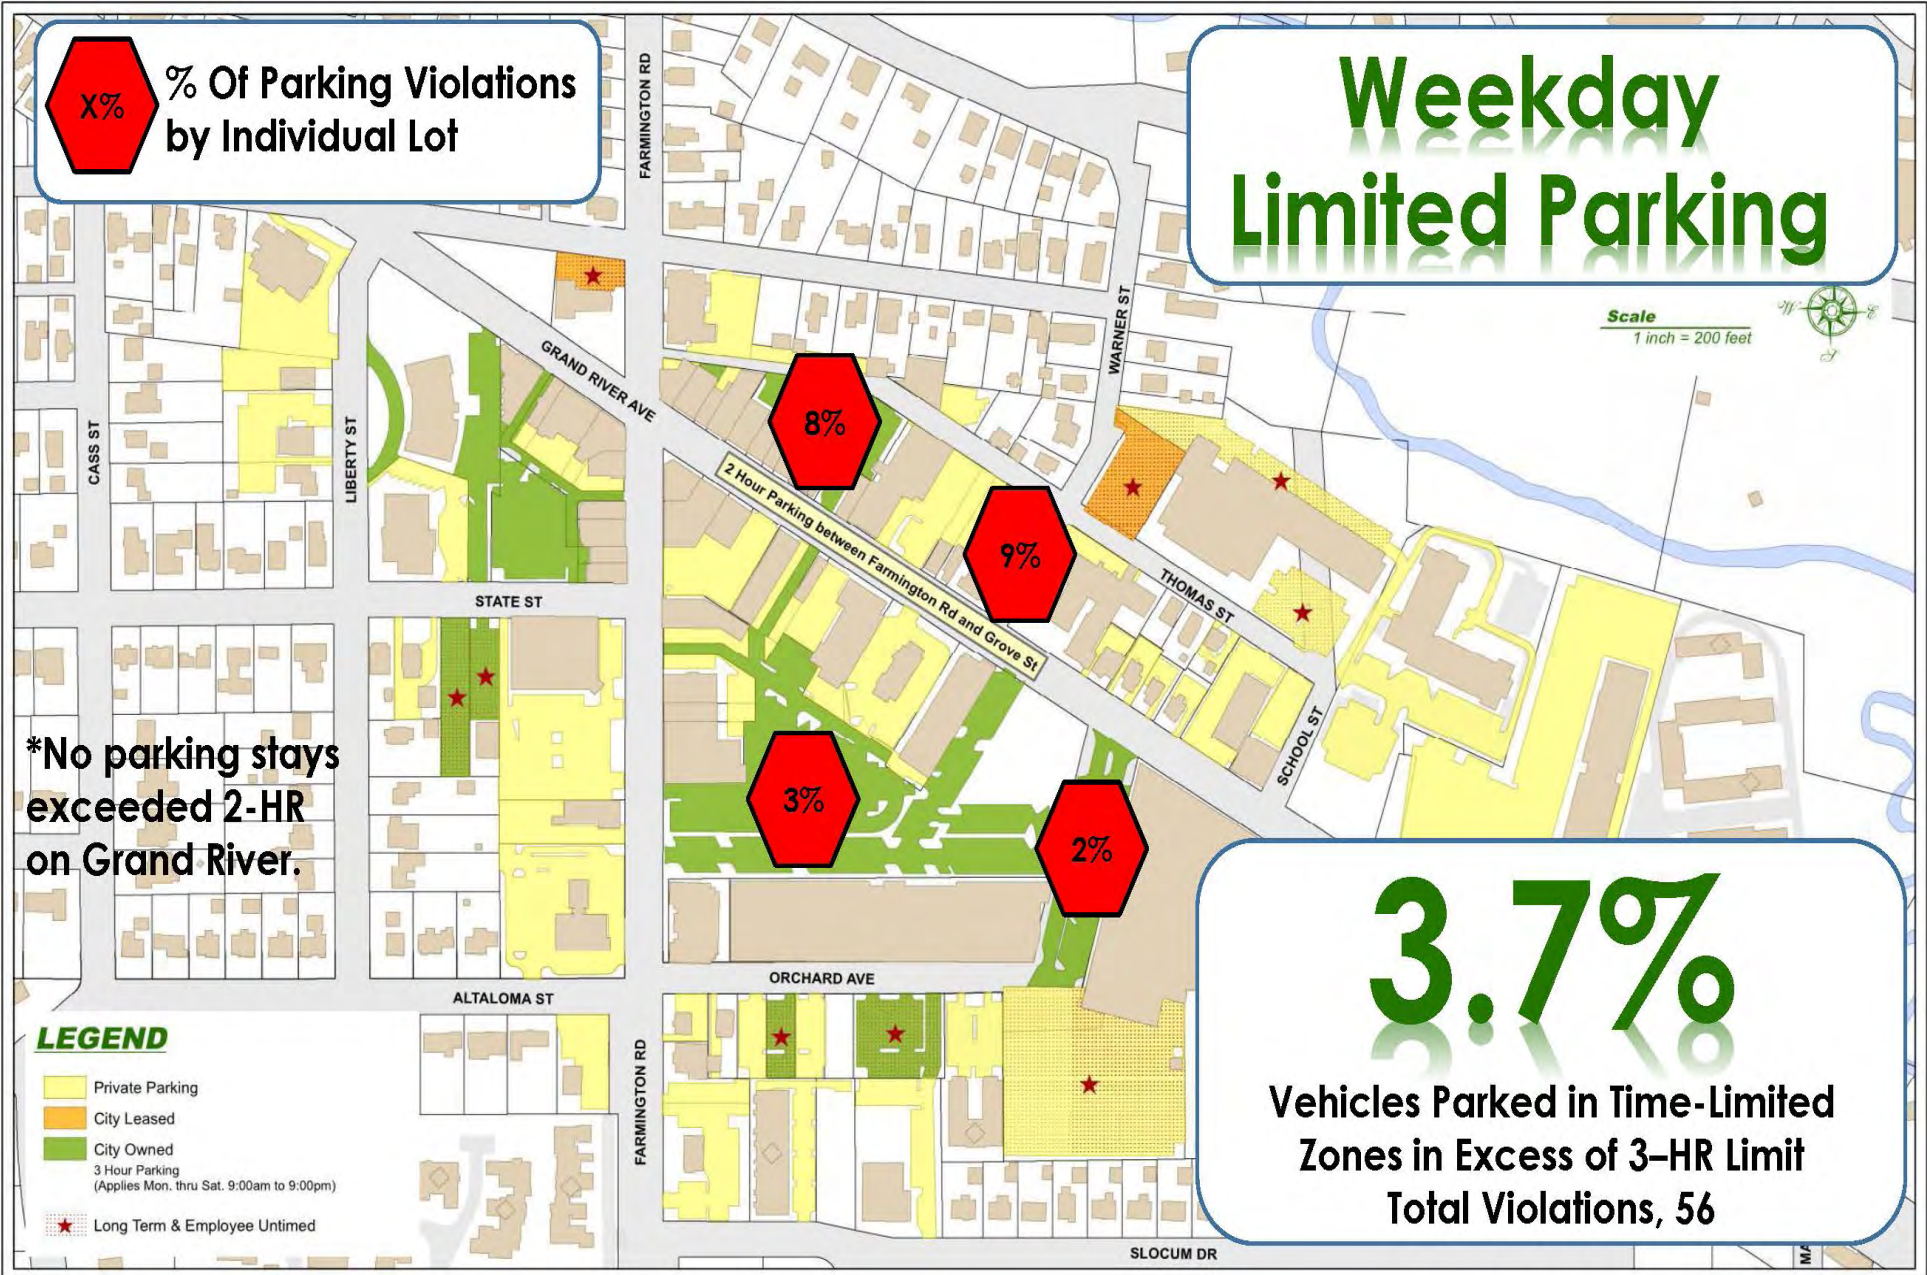 X%
% Of Parking Violations
by Individual Lot
Weekday
Limited Parking
Scale
1 inch = 200 feet
W
E
S
FARMINGTON RD
WARNER ST
GRAND RIVER AVE
CASS ST
LIBERTY ST
8%
2 Hour Parking between Farmington Rd and Grove St
9%
THOMAS ST
STATE ST
SCHOOL ST
*No parking stays
exceeded 2-HR
on Grand River.
3%
2%
ORCHARD AVE
ALTALOMA ST
FARMINGTON RD
SLOCUM DR
MA
LEGEND
Private Parking
City Leased
City Owned
3 Hour Parking
(Applies Mon. thru Sat. 9:00am to 9:00pm)
Long Term & Employee Untimed
3.7%
Vehicles Parked in Time-Limited
Zones in Excess of 3–HR Limit
Total Violations, 56